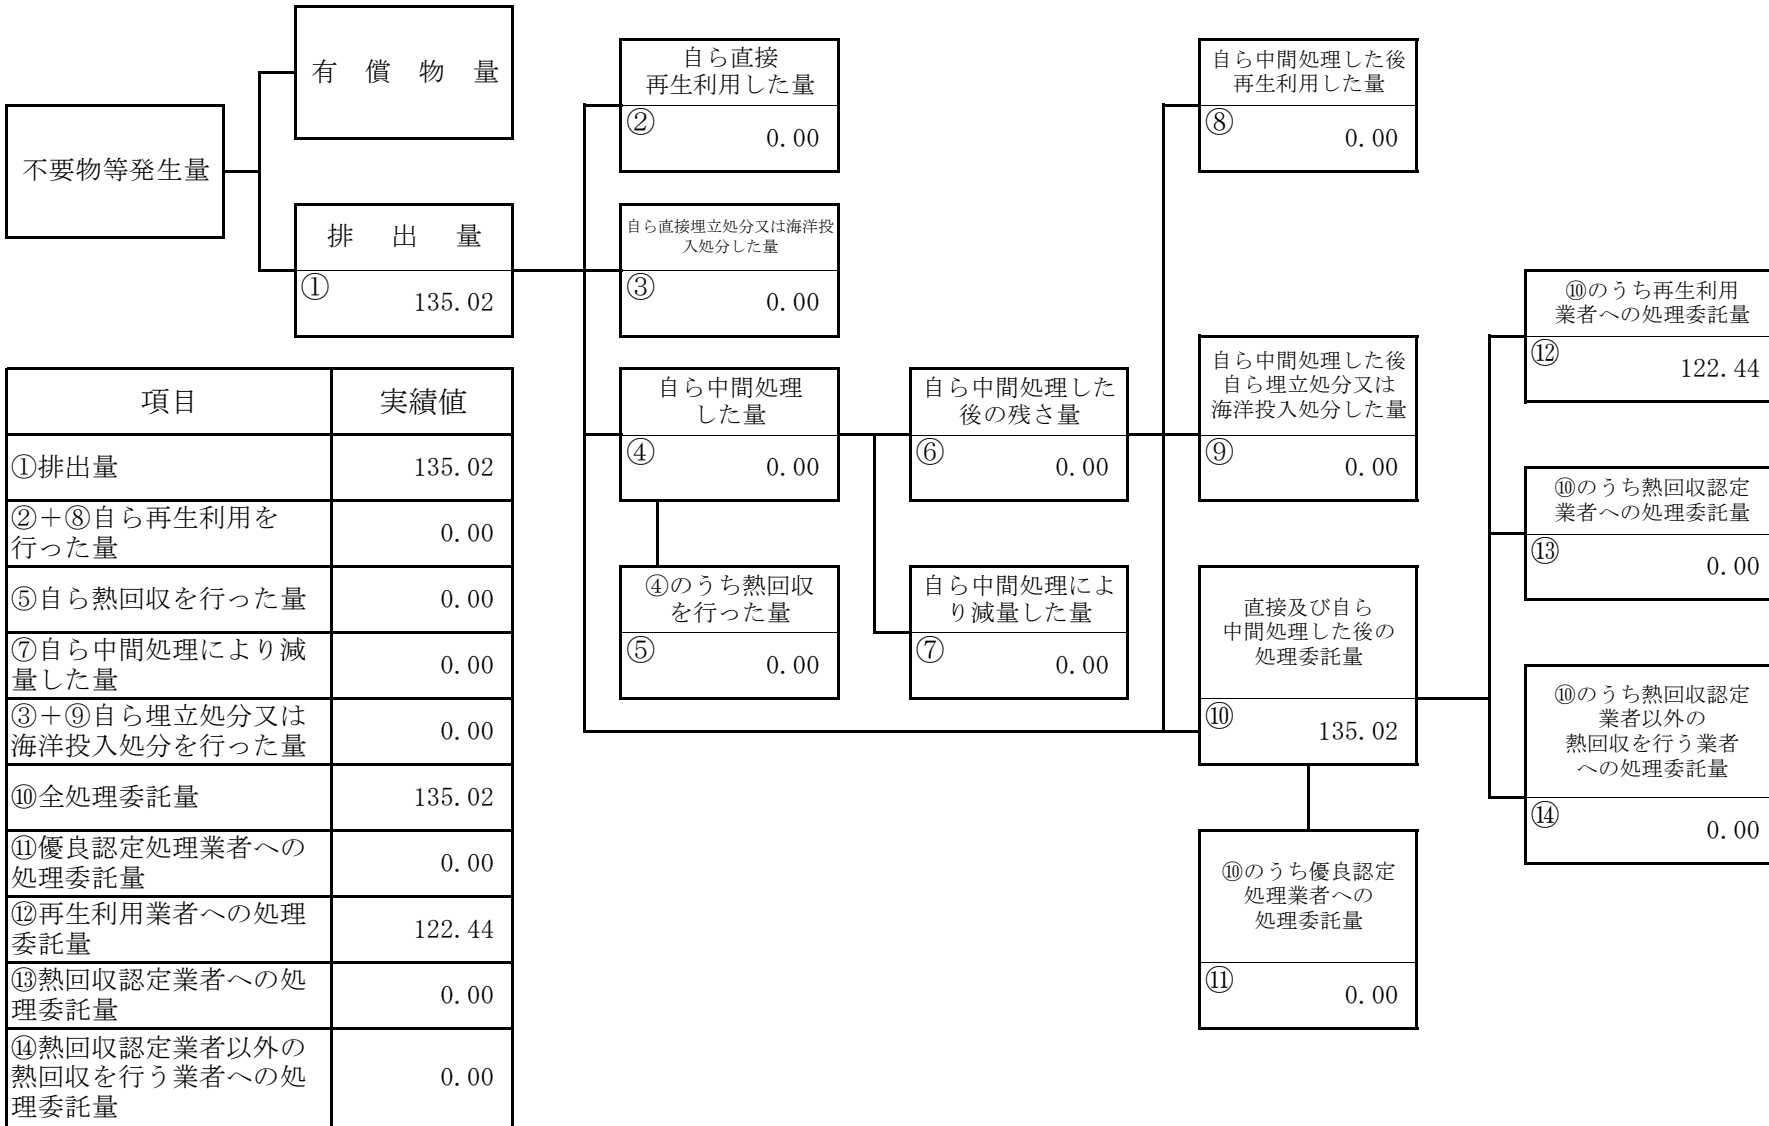 不要物等発生量
有　償　物　量
排　出　量
①
135.02
自ら直接
再生利用した量
②
0.00
自ら直接埋立処分又は海洋投
入処分した量
③
0.00
自ら中間処理
した量
④
0.00
④のうち熱回収
を行った量
⑤
0.00
自ら中間処理した
後の残さ量
⑥
0.00
自ら中間処理によ
り減量した量
⑦
0.00
自ら中間処理した後
再生利用した量
⑧
0.00
自ら中間処理した後
自ら埋立処分又は
海洋投入処分した量
⑨
0.00
直接及び自ら
中間処理した後の
処理委託量
⑩
135.02
⑩のうち優良認定
処理業者への
処理委託量
⑪
0.00
⑩のうち再生利用
業者への処理委託量
⑫
122.44
⑩のうち熱回収認定
業者への処理委託量
⑬
0.00
⑩のうち熱回収認定
業者以外の
熱回収を行う業者
への処理委託量
⑭
0.00
項目　実績値
①排出量　135.02
②＋⑧自ら再生利用を
行った量　0.00
⑤自ら熱回収を行った量　0.00
⑦自ら中間処理により減
量した量　0.00
③＋⑨自ら埋立処分又は
海洋投入処分を行った量　0.00
⑩全処理委託量　135.02
⑪優良認定処理業者への
処理委託量　0.00
⑫再生利用業者への処理
委託量　122.44
⑬熱回収認定業者への処
理委託量　0.00
⑭熱回収認定業者以外の
熱回収を行う業者への処
理委託量　0.00